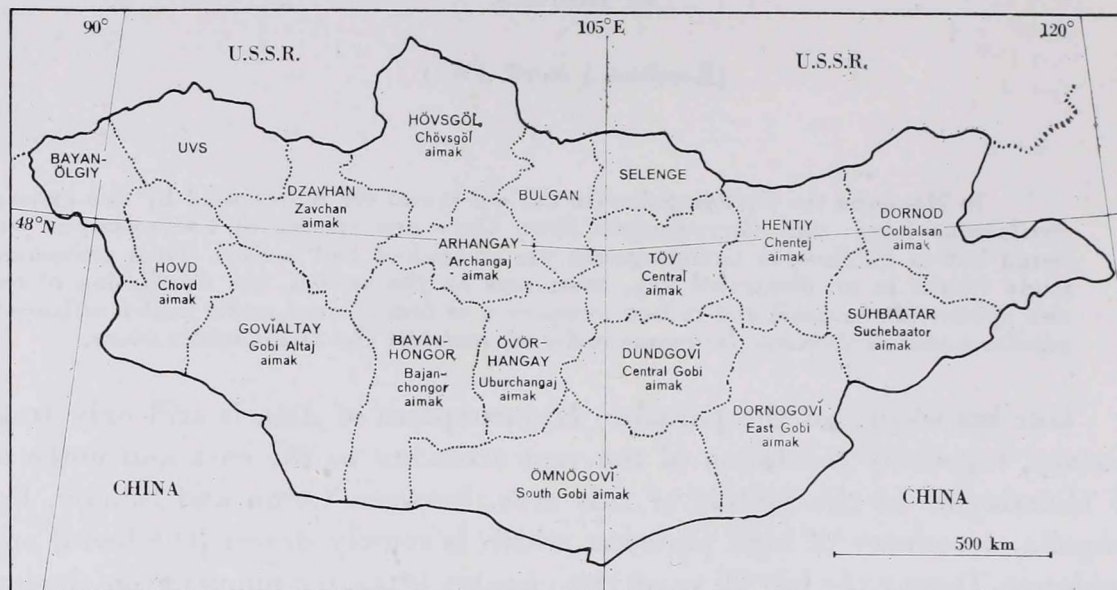 90°
105° E
120°
U.S.S.R.
U.S.S.R.
HÖVSGÖL
Chövsgöl
aimak
UVS
BAYAN-
ÖLGIY
DZAVHAN
Zavchan
aimak
BULGAN
SELENGE
HENTIY
Chentej
aimak
DORNOD
Colbalsan
aimak
48° N
ARHANGAY
Archangaj
aimak
TÖV
Central
aimak
HOVD
Chovd
aimak
GOVIALTAY
Gobi Altaj
aimak
BAYAN-
HONGOR
Bajan-
chongor
aimak
ÖVÖR-
HANGAY
Uburchangaj
aimak
DUNDGOVI
Central Gobi
aimak
SÜHBAATAR
Suchebaator
aimak
DORNOGOVI
East Gobi
aimak
ÖMNÖGOVI
South Gobi aimak
CHINA
CHINA
500 km